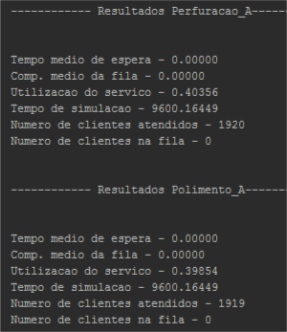 ------------ Resultados Perfuracao_A-----
Tempo medio de espera - 0.00000
Comp. medio da fila - 0.00000
Utilizacao do servico - 0.40356
Tempo de simulacao - 9600.16449
Numero de clientes atendidos - 1920
Numero de clientes na fila - 0
------------ Resultados Polimento_A------
Tempo medio de espera - 0.00000
Comp. medio da fila - 0.00000
Utilizacao do servico - 0.39854
Tempo de simulacao - 9600.16449
Numero de clientes atendidos - 1919
Numero de clientes na fila - 0